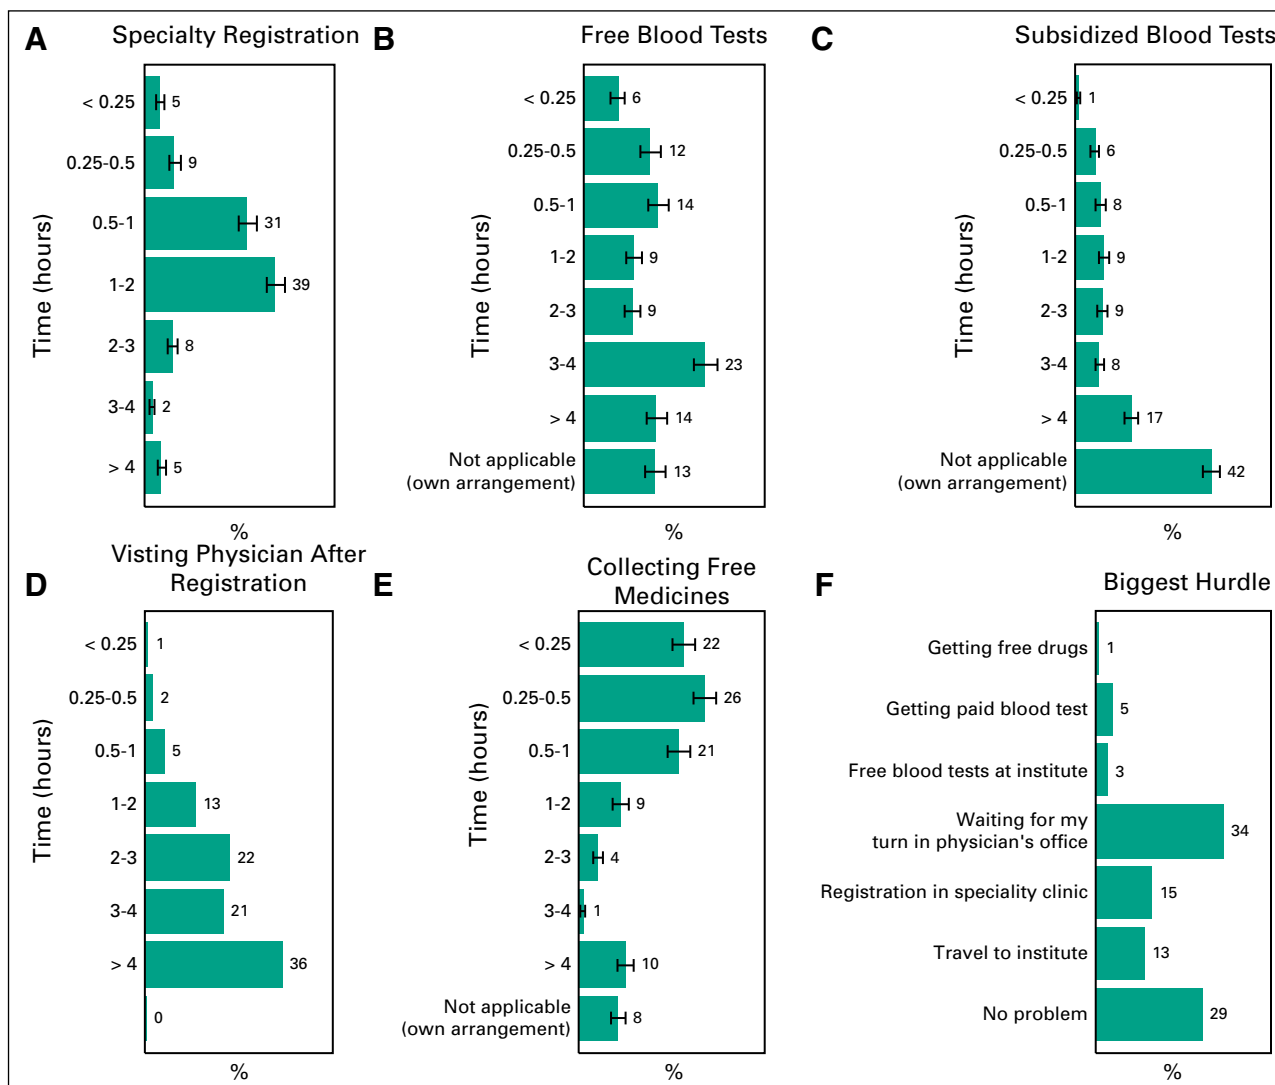 A
Specialty Registration
Time (hours)
< 0.25
5
0.25-0.5
9
0.5-1
31
1-2
39
2-3
8
3-4
2
> 4
5
%
B
Free Blood Tests
Time (hours)
< 0.25
6
0.25-0.5
12
0.5-1
14
1-2
9
2-3
9
3-4
23
> 4
14
Not applicable
(own arrangement)
13
%
C
Subsidized Blood Tests
Time (hours)
< 0.25
1
0.25-0.5
6
0.5-1
8
1-2
9
2-3
9
3-4
8
> 4
17
Not applicable
(own arrangement)
42
%
D
Visting Physician After
Registration
Time (hours)
< 0.25
1
0.25-0.5
2
0.5-1
5
1-2
13
2-3
22
3-4
21
> 4
36
0
%
E
Collecting Free
Medicines
Time (hours)
< 0.25
22
0.25-0.5
26
0.5-1
21
1-2
9
2-3
4
3-4
1
> 4
10
Not applicable
(own arrangement)
8
%
F
Biggest Hurdle
Getting free drugs
1
Getting paid blood test
5
Free blood tests at institute
3
Waiting for my
turn in physician's office
34
Registration in speciality clinic
15
Travel to institute
13
No problem
29
%